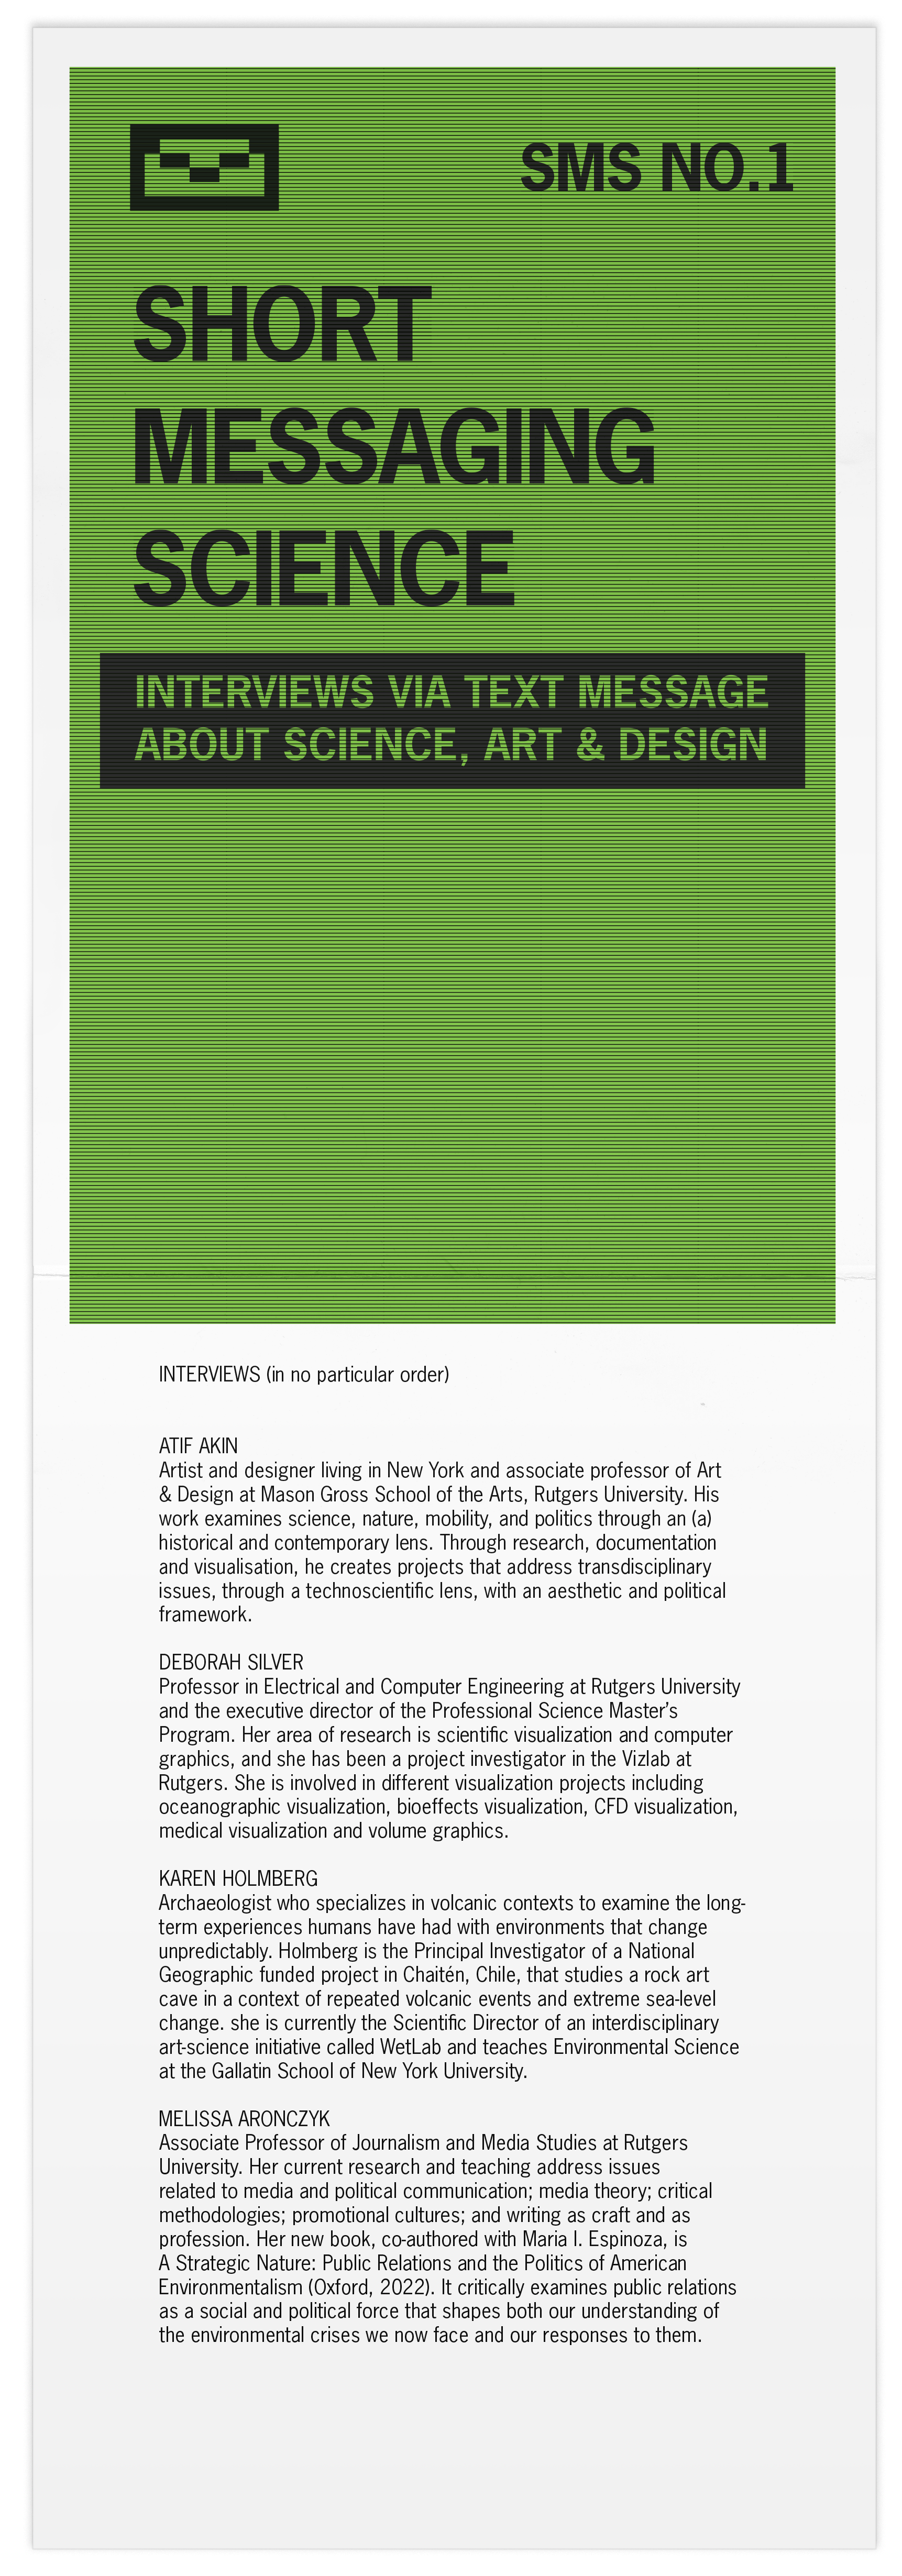 SMS NO.1
SHORT
MESSAGING
SCIENCE
INTERVIEWS VIA TEXT MESSAGE
ABOUT SCIENCE, ART & DESIGN
INTERVIEWS (in no particular order)
ATIF AKIN
Artist and designer living in New York and associate professor of Art
& Design at Mason Gross School of the Arts, Rutgers University. His
work examines science, nature, mobility, and politics through an (a)
historical and contemporary lens. Through research, documentation
and visualisation, he creates projects that address transdisciplinary
issues, through a technoscientific lens, with an aesthetic and political
framework.
DEBORAH SILVER
Professor in Electrical and Computer Engineering at Rutgers University
and the executive director of the Professional Science Master’s
Program. Her area of research is scientific visualization and computer
graphics, and she has been a project investigator in the Vizlab at
Rutgers. She is involved in different visualization projects including
oceanographic visualization, bioeffects visualization, CFD visualization,
medical visualization and volume graphics.
KAREN HOLMBERG
Archaeologist who specializes in volcanic contexts to examine the long-
term experiences humans have had with environments that change
unpredictably. Holmberg is the Principal Investigator of a National
Geographic funded project in Chaitén, Chile, that studies a rock art
cave in a context of repeated volcanic events and extreme sea-level
change. she is currently the Scientific Director of an interdisciplinary
art-science initiative called WetLab and teaches Environmental Science
at the Gallatin School of New York University.
MELISSA ARONCZYK
Associate Professor of Journalism and Media Studies at Rutgers
University. Her current research and teaching address issues
related to media and political communication; media theory; critical
methodologies; promotional cultures; and writing as craft and as
profession. Her new book, co-authored with Maria I. Espinoza, is
A Strategic Nature: Public Relations and the Politics of American
Environmentalism (Oxford, 2022). It critically examines public relations
as a social and political force that shapes both our understanding of
the environmental crises we now face and our responses to them.